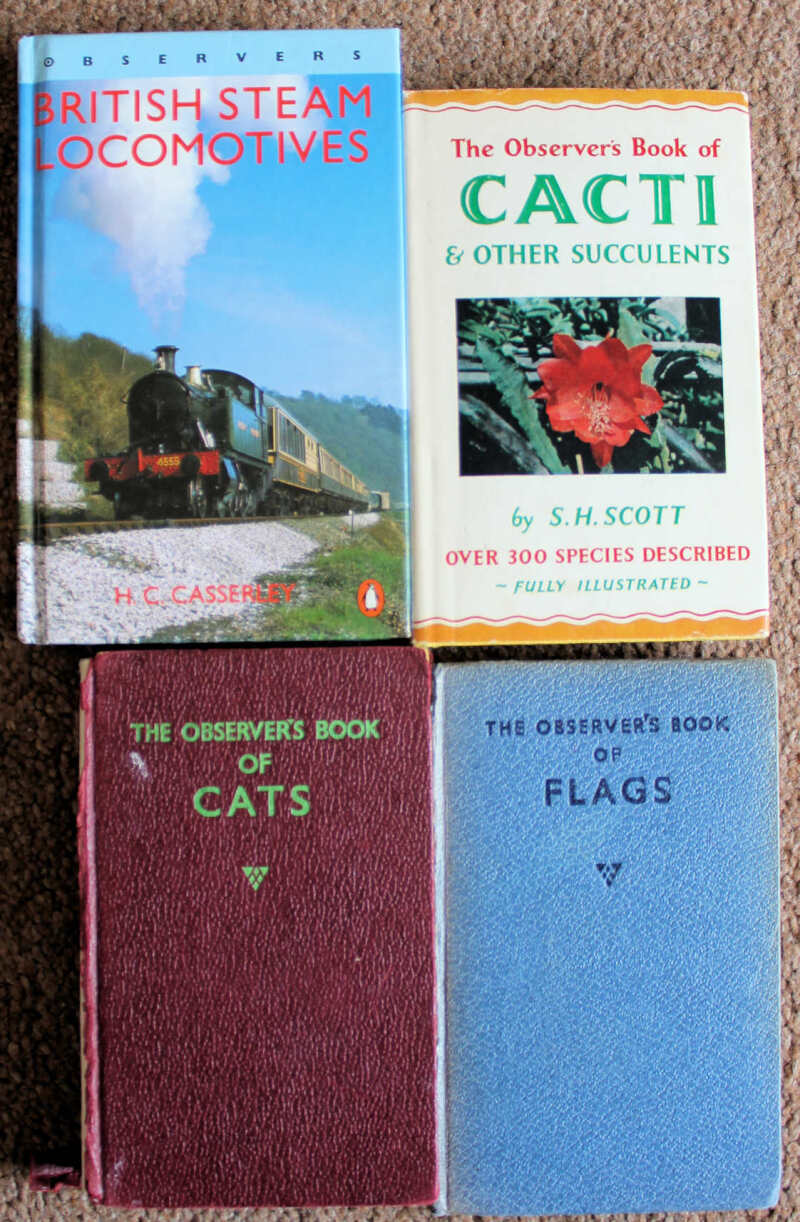 OBSERVERS
BRITISH STEAM
LOCOMOTIVES
4555
H. C. CASSERLEY
The Observer's Book of
CACTI
& OTHER SUCCULENTS
by S. H. SCOTT
OVER 300 SPECIES DESCRIBED
~ FULLY ILLUSTRATED ~
THE OBSERVER'S BOOK
OF
CATS
THE OBSERVER'S BOOK
OF
FLAGS